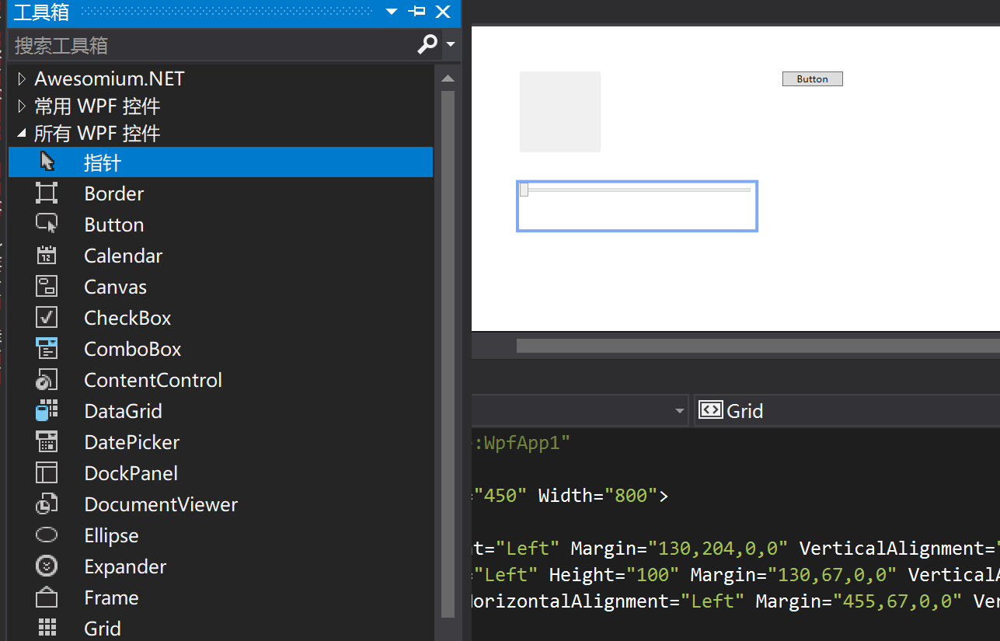 工具箱
搜索工具箱
Awesomium.NET
常用 WPF 控件
所有 WPF 控件
指针
Border
Button
Calendar
Canvas
CheckBox
ComboBox
ContentControl
DataGrid
DatePicker
DockPanel
DocumentViewer
Ellipse
Expander
Frame
Grid
Button
Grid
:WpfApp1"
="450" Width="800">
t="Left" Margin="130,204,0,0" VerticalAlignment="
="Left" Height="100" Margin="130,67,0,0" VerticalA
HorizontalAlignment="Left" Margin="455,67,0,0" Ver